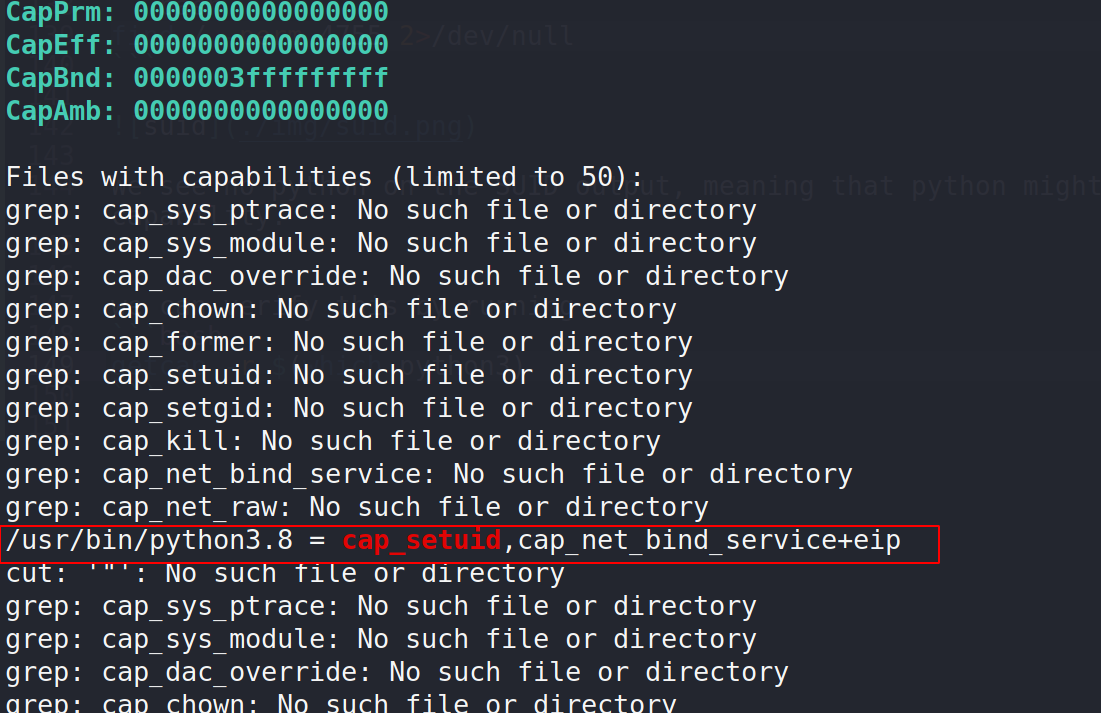 CapPrm: 0000000000000000
CapEff: 0000000000000000
CapBnd: 0000003fffffffff
CapAmb: 0000000000000000
Files with capabilities (limited to 50):
grep: cap_sys_ptrace: No such file or directory
grep: cap_sys_module: No such file or directory
grep: cap_dac_override: No such file or directory
grep: cap_chown: No such file or directory
grep: cap_former: No such file or directory
grep: cap_setuid: No such file or directory
grep: cap_setgid: No such file or directory
grep: cap_kill: No such file or directory
grep: cap_net_bind_service: No such file or directory
grep: cap_net_raw: No such file or directory
/usr/bin/python3.8 = cap_setuid,cap_net_bind_service+eip
cut: '"': No such file or directory
grep: cap_sys_ptrace: No such file or directory
grep: cap_sys_module: No such file or directory
grep: cap_dac_override: No such file or directory
grep: cap_chown: No such file or directory